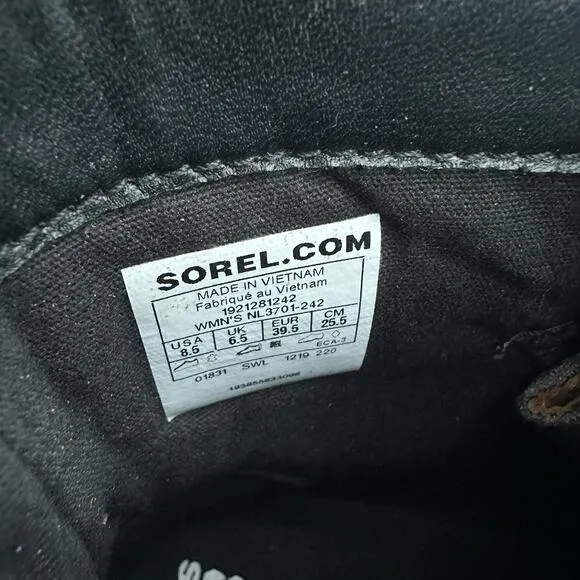 SOREL.COM
MADE IN VIETNAM
Fabriqué au Vietnam
1921281242
WMN'S NL3701-242
USA UK EUR CM
8.5 6.5 39.5 25.5
ECA-3
01831 SWL 1219 220